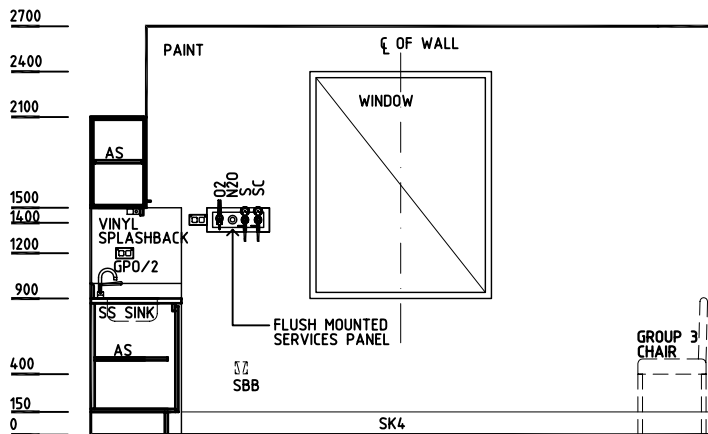 2700
PAINT
℄ OF WALL
2400
WINDOW
2100
AS
O2
N2O
S
SC
1500
1400
VINYL
SPLASHBACK
1200
GPO/2
900
SS SINK
FLUSH MOUNTED
SERVICES PANEL
GROUP 3
CHAIR
AS
400
SBB
150
SK4
0